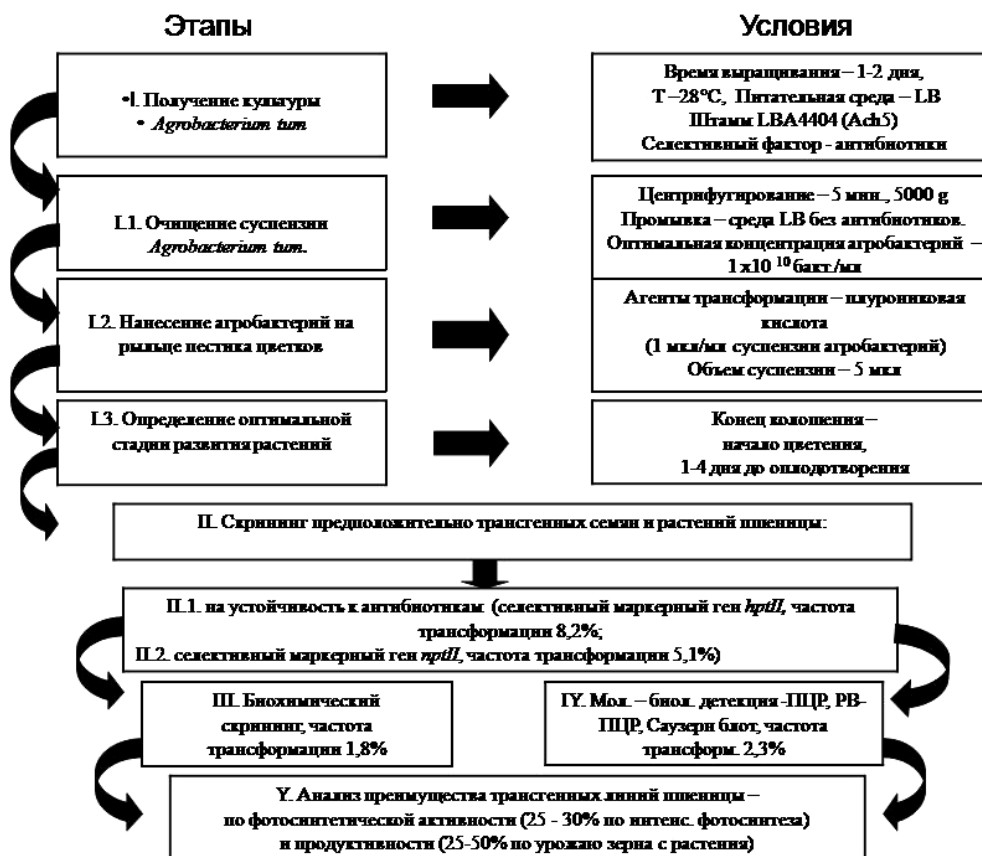 Этапы
Условия
•I. Получение культуры
• Agrobacterium tum
Время выращивания – 1-2 дня,
Т –28°С, Питательная среда – LB
Штамм LBA4404 (Ach5)
Селективный фактор - антибиотики
I.1. Очищение суспензии
Agrobacterium tum.
Центрифугирование – 5 мин., 5000 g
Промывка – среда LB без антибиотиков.
Оптимальная концентрация агробактерий –
1 x10 10 бакт./мл
I.2. Нанесение агробактерий на
рыльце пестика цветков
Агенты трансформации – плурониковая
кислота
(1 мкл/мл суспензии агробактерий)
Объем суспензии – 5 мкл
I.3. Определение оптимальной
стадии развития растений
Конец колошения –
начало цветения,
1-4 дня до оплодотворения
II. Скрининг предположительно трансгенных семян и растений пшеницы:
II.1. на устойчивость к антибиотикам (селективный маркерный ген hptII, частота
трансформации 8,2%;
II.2. селективный маркерный ген nptII, частота трансформации 5,1%)
III. Биохимический
скрининг, частота
трансформации 1,8%
IY. Мол. – биол. детекция -ПЦР, РВ-
ПЦР, Саузерн блот, частота
трансформ. 2,3%
Y. Анализ преимущества трансгенных линий пшеницы –
по фотосинтетической активности (25 - 30% по интенс. фотосинтеза)
и продуктивности (25-50% по урожаю зерна с растения)